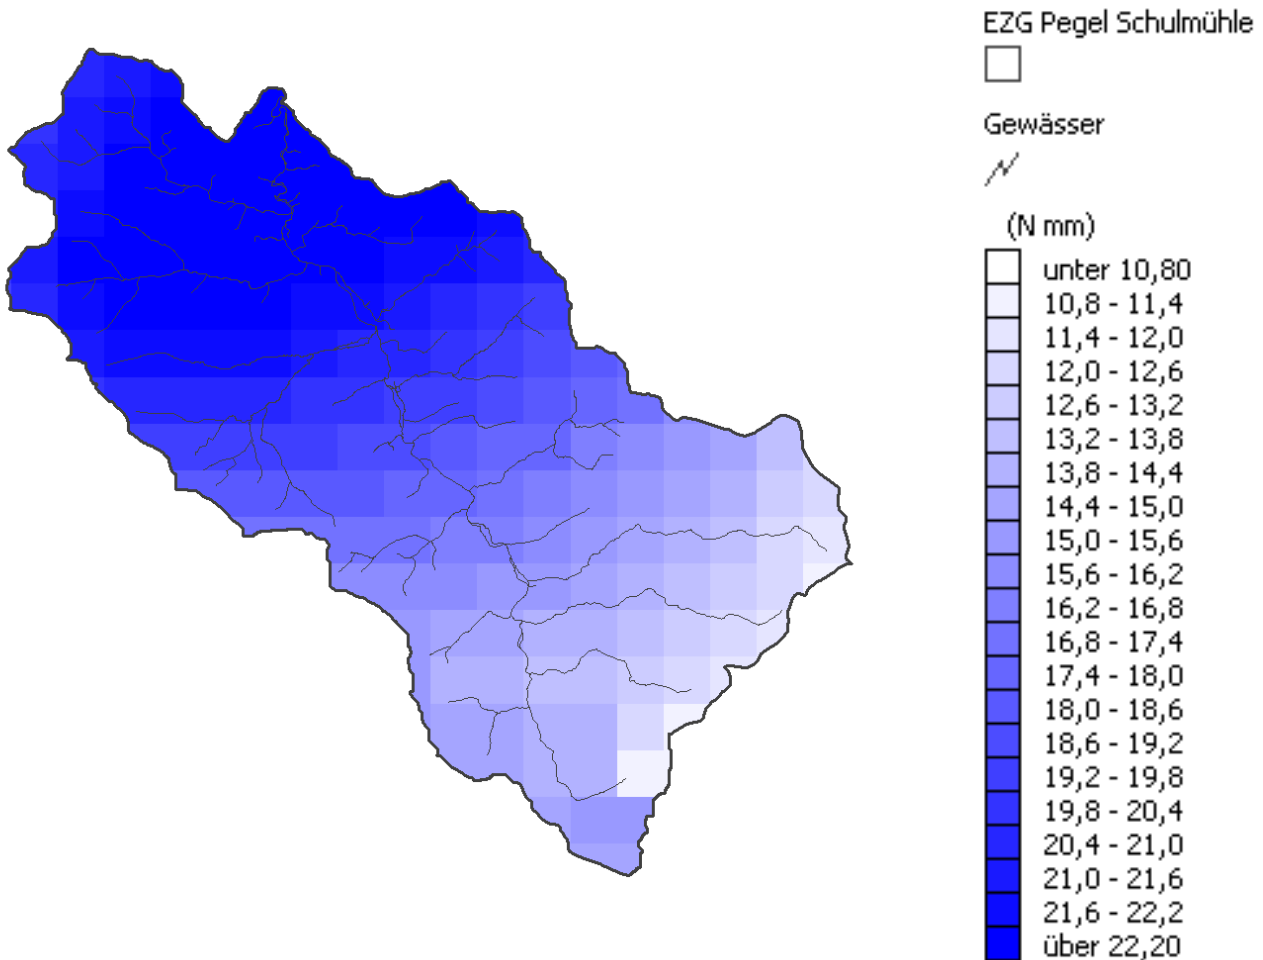 EZG Pegel Schulmühle
Gewässer
(N mm)
unter 10,80
10,8 - 11,4
11,4 - 12,0
12,0 - 12,6
12,6 - 13,2
13,2 - 13,8
13,8 - 14,4
14,4 - 15,0
15,0 - 15,6
15,6 - 16,2
16,2 - 16,8
16,8 - 17,4
17,4 - 18,0
18,0 - 18,6
18,6 - 19,2
19,2 - 19,8
19,8 - 20,4
20,4 - 21,0
21,0 - 21,6
21,6 - 22,2
über 22,20